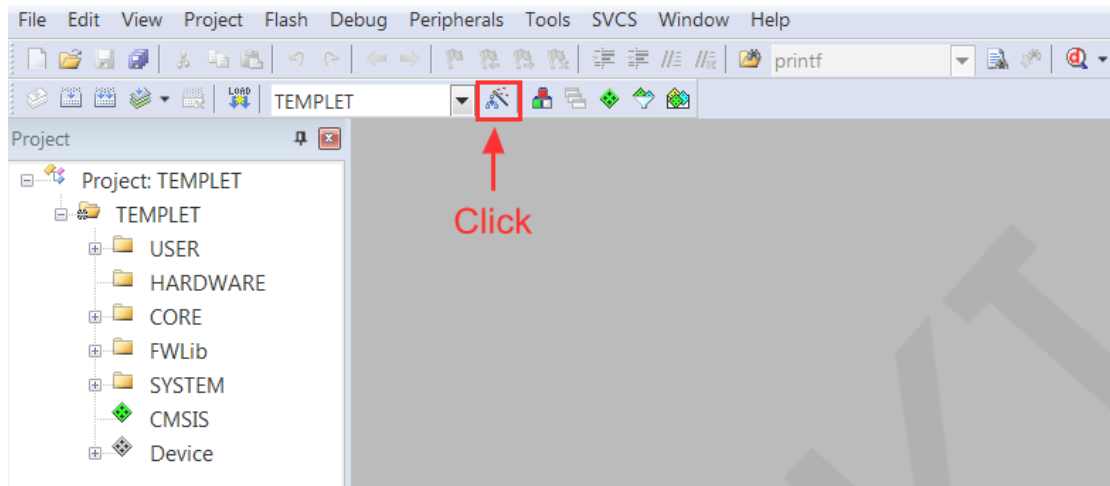 File Edit View Project Flash Debug Peripherals Tools SVCS Window Help
printf
LOAD
TEMPLET
Project
Project: TEMPLET
TEMPLET
USER
HARDWARE
CORE
FWLib
SYSTEM
CMSIS
Device
Click